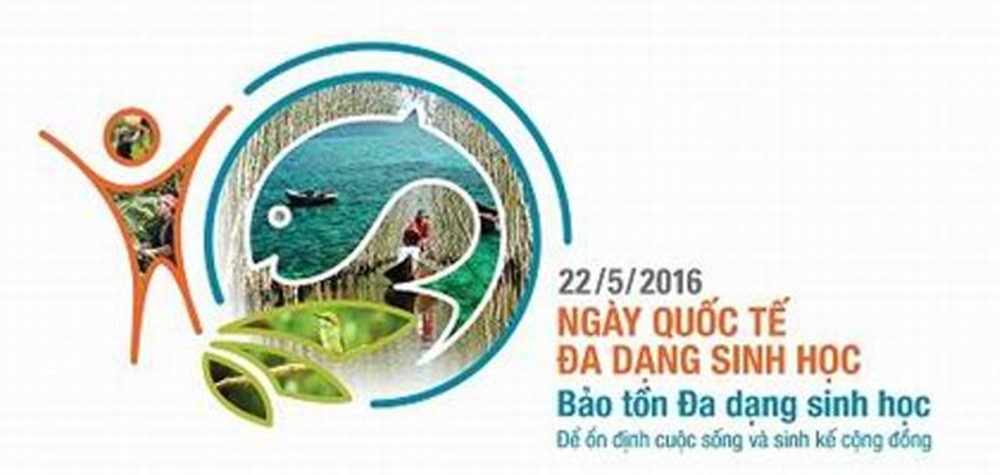 22/5/2016
NGÀY QUỐC TẾ
ĐA DẠNG SINH HỌC
Bảo tồn Đa dạng sinh học
Để ổn định cuộc sống và sinh kế cộng đồng